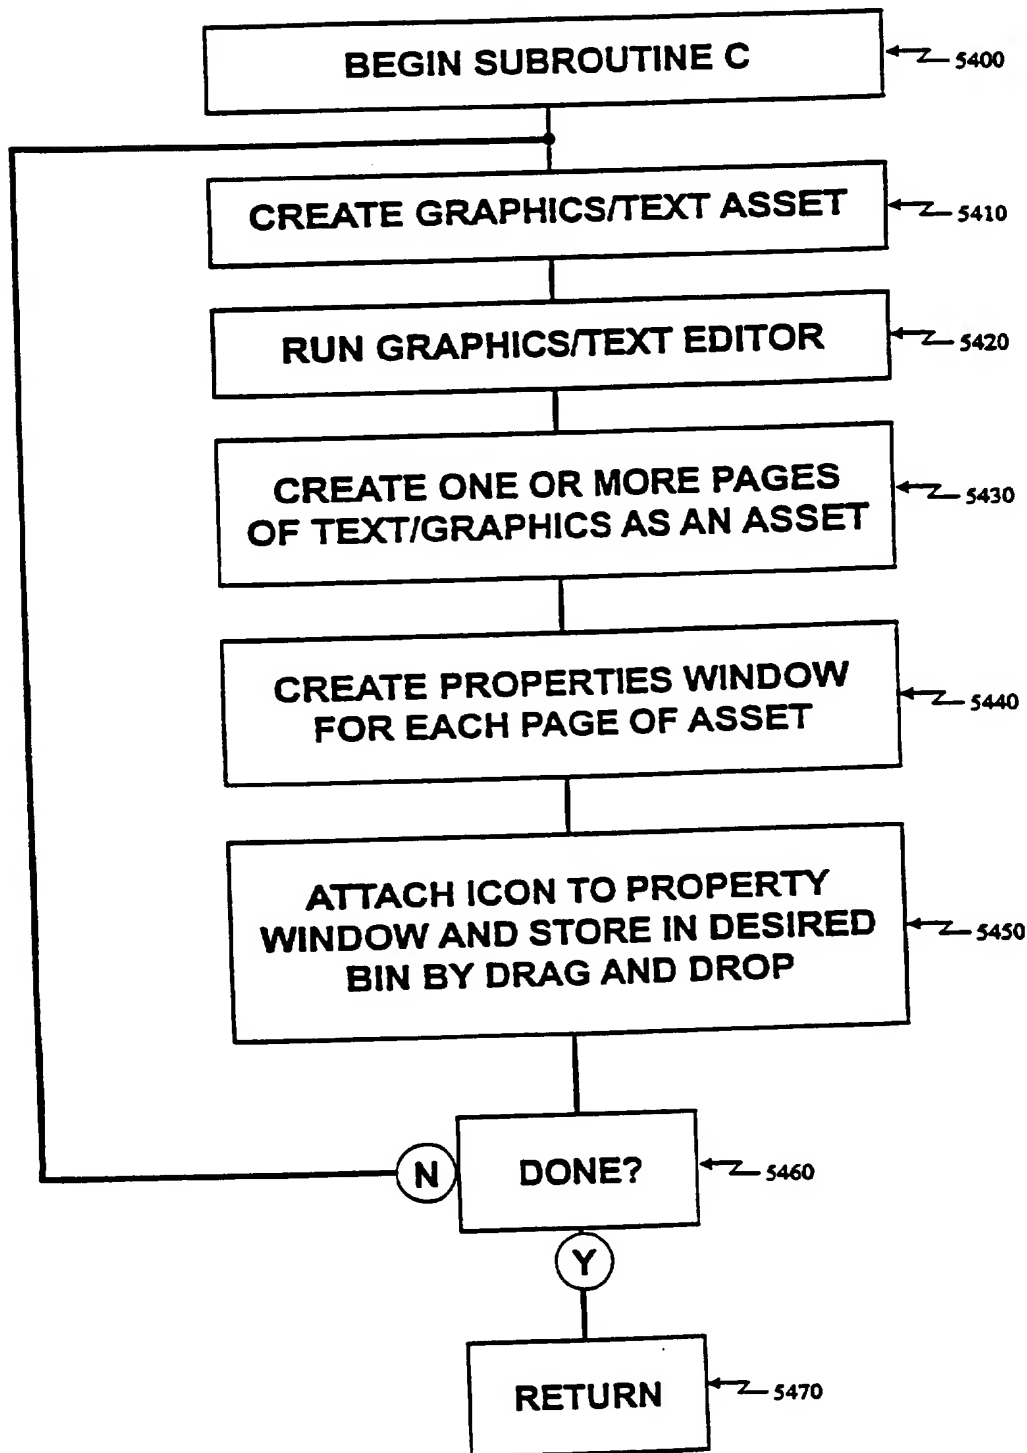 BEGIN SUBROUTINE C
5400
CREATE GRAPHICS/TEXT ASSET
5410
RUN GRAPHICS/TEXT EDITOR
5420
CREATE ONE OR MORE PAGES
OF TEXT/GRAPHICS AS AN ASSET
5430
CREATE PROPERTIES WINDOW
FOR EACH PAGE OF ASSET
5440
ATTACH ICON TO PROPERTY
WINDOW AND STORE IN DESIRED
BIN BY DRAG AND DROP
5450
N
DONE?
5460
Y
RETURN
5470